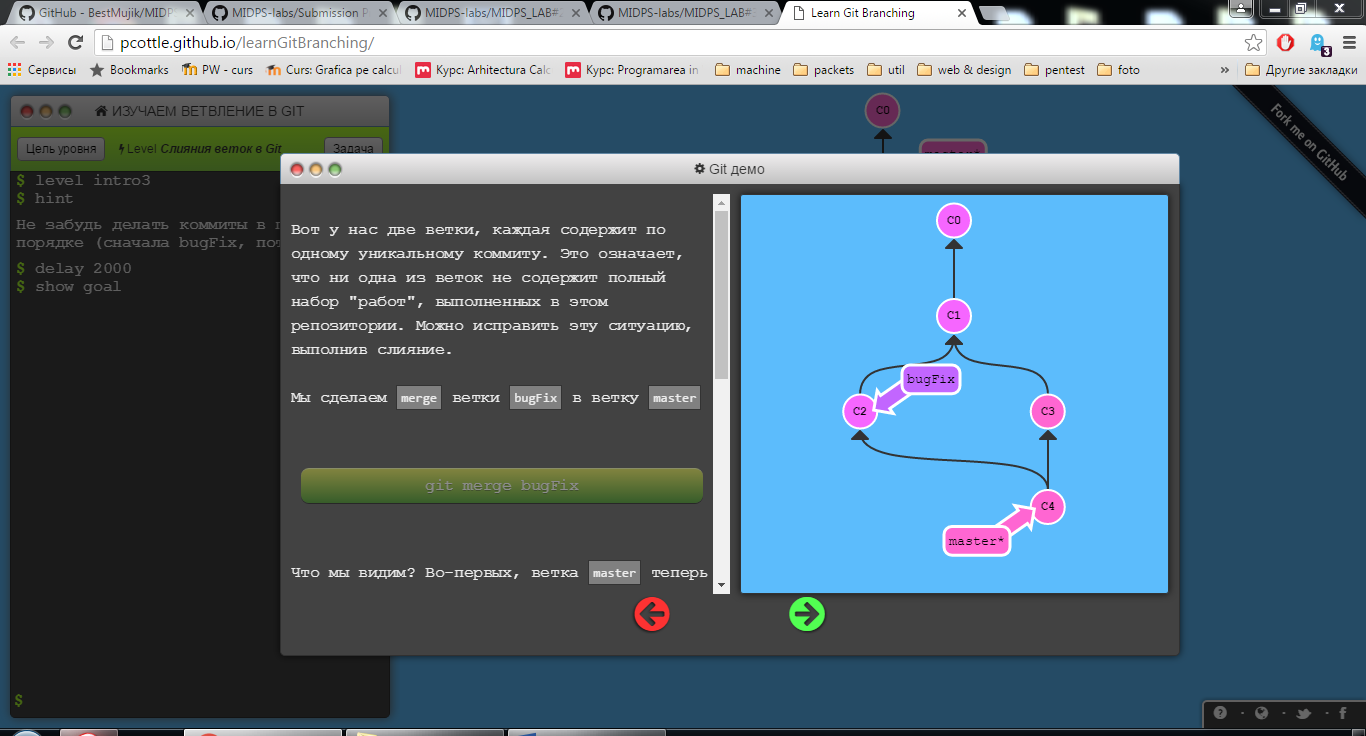 GitHub - BestMujik/MIDP
MIDPS-labs/Submission P
MIDPS-labs/MIDPS_LAB#
MIDPS-labs/MIDPS_LAB#
Learn Git Branching
pcottle.github.io/learnGitBranching/
3
Сервисы
Bookmarks
PW - curs
Curs: Grafica pe calcul
Курс: Arhitectura Calc
Курс: Programarea in
machine
packets
util
web & design
pentest
foto
»
Другие закладки
ИЗУЧАЕМ ВЕТВЛЕНИЕ В GIT
Цель уровня
Level Слияния веток в Git
Задача
$ level intro3
$ hint
Не забудь делать коммиты в п
порядке (сначала bugFix, пот
$ delay 2000
$ show goal
$
C0
master*
Fork me on GitHub
Git демо
Вот у нас две ветки, каждая содержит по
одному уникальному коммиту. Это означает,
что ни одна из веток не содержит полный
набор "работ", выполненных в этом
репозитории. Можно исправить эту ситуацию,
выполнив слияние.
Мы сделаем merge ветки bugFix в ветку master
git merge bugFix
Что мы видим? Во-первых, ветка master теперь
C0
C1
bugFix
C2
C3
C4
master*